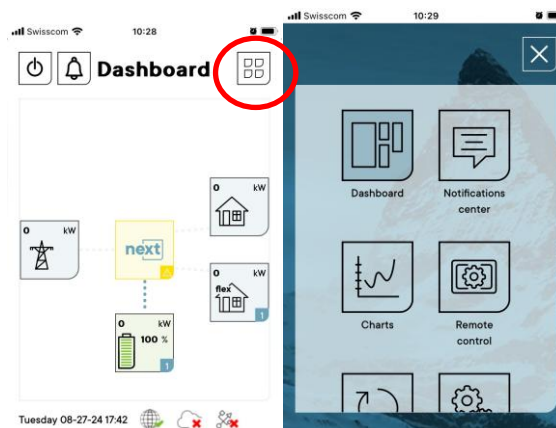 Swisscom 10:28
Dashboard
0 kW
0 kW
next
0 kW
flex
1
0 kW
100 %
1
Tuesday 08-27-24 17:42
Swisscom 10:29
Dashboard
Notifications
center
Charts
Remote
control